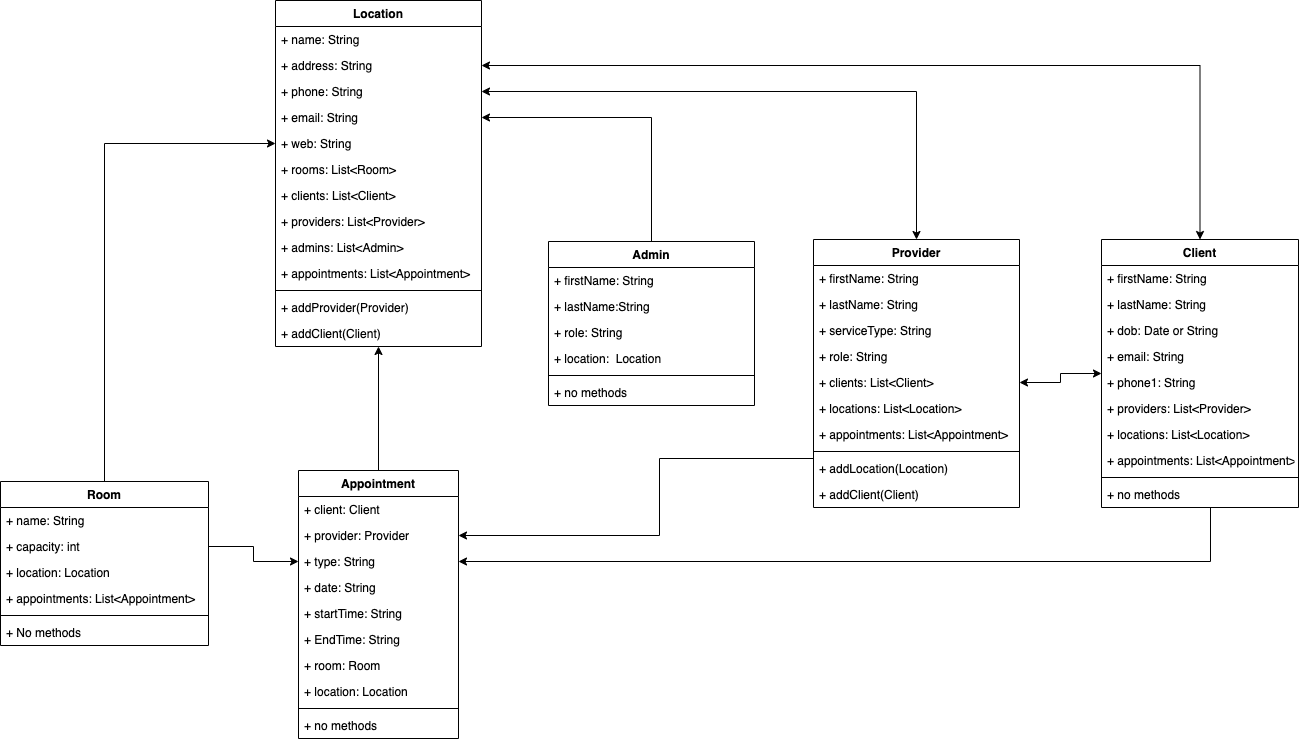 Location
+ name: String
+ address: String
+ phone: String
+ email: String
+ web: String
+ rooms: List<Room>
+ clients: List<Client>
+ providers: List<Provider>
+ admins: List<Admin>
+ appointments: List<Appointment>
+ addProvider(Provider)
+ addClient(Client)
Admin
+ firstName: String
+ lastName:String
+ role: String
+ location:  Location
+ no methods
Provider
+ firstName: String
+ lastName: String
+ serviceType: String
+ role: String
+ clients: List<Client>
+ locations: List<Location>
+ appointments: List<Appointment>
+ addLocation(Location)
+ addClient(Client)
Client
+ firstName: String
+ lastName: String
+ dob: Date or String
+ email: String
+ phone1: String
+ providers: List<Provider>
+ locations: List<Location>
+ appointments: List<Appointment>
+ no methods
Room
+ name: String
+ capacity: int
+ location: Location
+ appointments: List<Appointment>
+ No methods
Appointment
+ client: Client
+ provider: Provider
+ type: String
+ date: String
+ startTime: String
+ EndTime: String
+ room: Room
+ location: Location
+ no methods